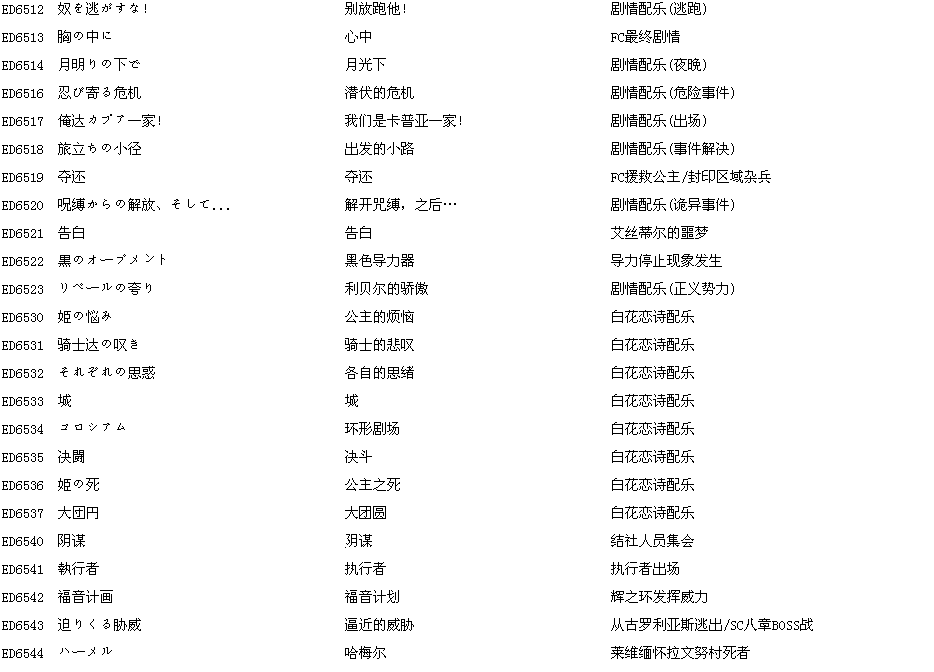 ED6512 奴を逃がすな! 别放跑他! 剧情配乐(逃跑)
ED6513 胸の中に 心中 FC最终剧情
ED6514 月明りの下で 月光下 剧情配乐(夜晚)
ED6516 忍び寄る危机 潜伏的危机 剧情配乐(危险事件)
ED6517 俺达カプア一家! 我们是卡普亚一家! 剧情配乐(出场)
ED6518 旅立ちの小径 出发的小路 剧情配乐(事件解决)
ED6519 夺还 夺还 FC援救公主/封印区域杂兵
ED6520 呪缚からの解放、そして... 解开咒缚，之后… 剧情配乐(诡异事件)
ED6521 告白 告白 艾丝蒂尔的噩梦
ED6522 黒のオーブメント 黑色导力器 导力停止现象发生
ED6523 リベールの夸り 利贝尔的骄傲 剧情配乐(正义势力)
ED6530 姫の悩み 公主的烦恼 白花恋诗配乐
ED6531 骑士达の叹き 骑士的悲叹 白花恋诗配乐
ED6532 それぞれの思惑 各自的思绪 白花恋诗配乐
ED6533 城 城 白花恋诗配乐
ED6534 コロシアム 环形剧场 白花恋诗配乐
ED6535 决闘 决斗 白花恋诗配乐
ED6536 姫の死 公主之死 白花恋诗配乐
ED6537 大団円 大团圆 白花恋诗配乐
ED6540 阴谋 阴谋 结社人员集会
ED6541 執行者 执行者 执行者出场
ED6542 福音计画 福音计划 辉之环发挥威力
ED6543 迫りくる胁威 逼近的威胁 从古罗利亚斯逃出/SC八章BOSS战
ED6544 ハーメル 哈梅尔 莱维缅怀拉文努村死者